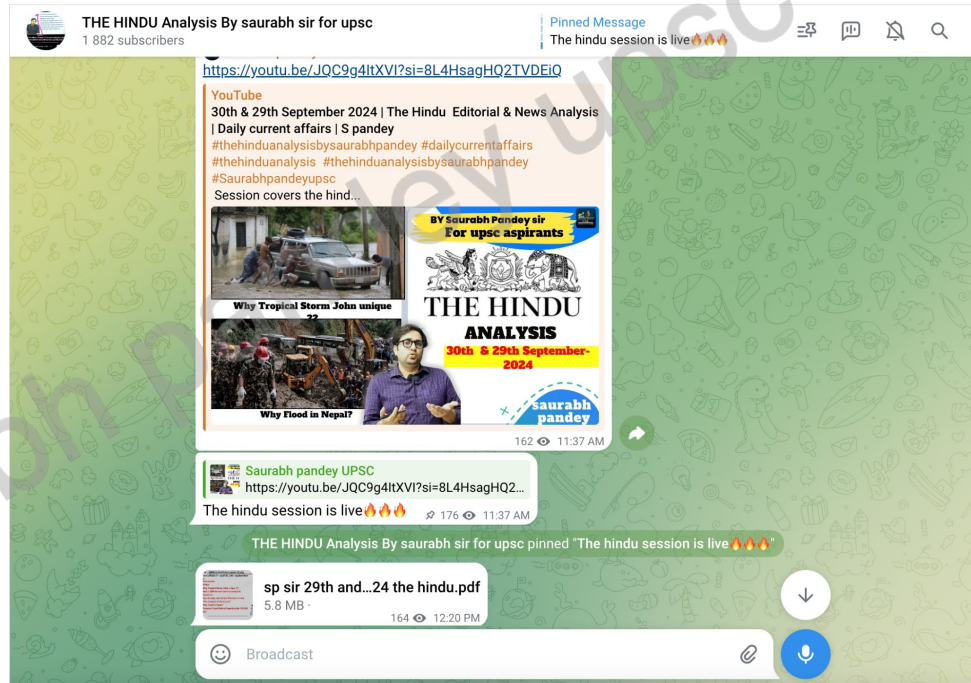 THE HINDU Analysis By saurabh sir for upsc
1 882 subscribers
Pinned Message
The hindu session is live🔥🔥🔥
https://youtu.be/JQC9g4ltXVI?si=8L4HsagHQ2TVDEiQ
YouTube
30th & 29th September 2024 | The Hindu Editorial & News Analysis
| Daily current affairs | S pandey
#thehinduanalysisbysaurabhpandey #dailycurrentaffairs
#thehinduanalysis #thehinduanalysisbysaurabhpandey
#Saurabhpandeyupsc
Session covers the hind...
Why Tropical Storm John unique
??
Why Flood in Nepal?
BY Saurabh Pandey sir
For upsc aspirants
THE HINDU
ANALYSIS
30th & 29th September-
2024
saurabh
pandey
162 11:37 AM
Saurabh pandey UPSC
https://youtu.be/JQC9g4ltXVI?si=8L4HsagHQ2...
The hindu session is live🔥🔥🔥
176 11:37 AM
THE HINDU Analysis By saurabh sir for upsc pinned "The hindu session is live🔥🔥🔥"
sp sir 29th and...24 the hindu.pdf
5.8 MB ·
164 12:20 PM
Broadcast
pandey upsc